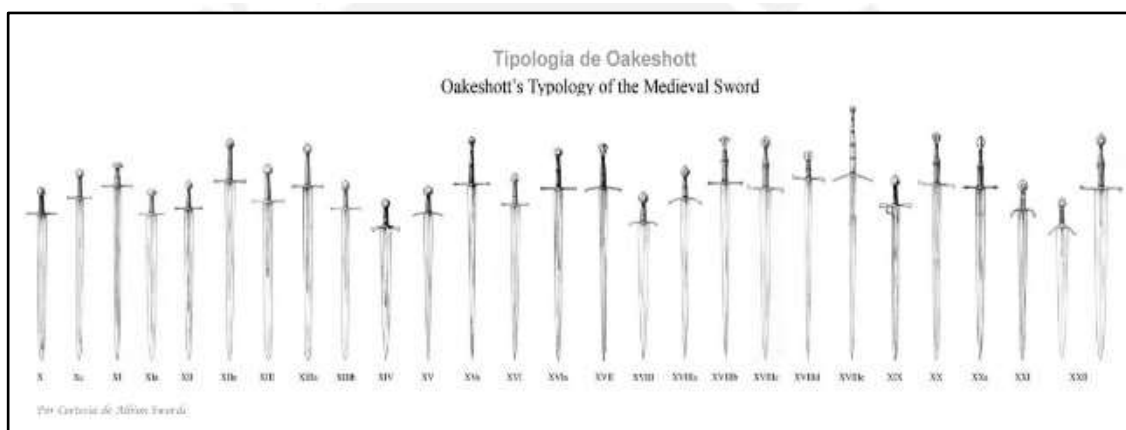 Tipologia de Oakeshott
Oakeshott's Typology of the Medieval Sword
X Xa XI XIa XII XIIa XIII XIIIa XIIIb XIV XV XVa XVI XVIa XVII XVIII XVIIIa XVIIIb XVIIIc XVIIId XVIIIe XIX XX XXa XXI XXII
Por Cortesia de Albion Swords